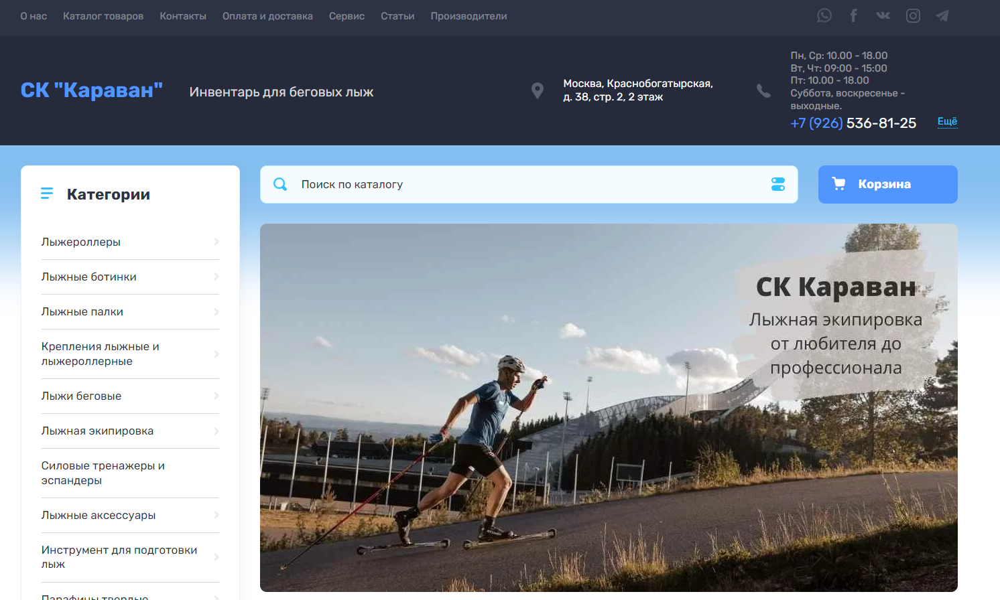 О нас Каталог товаров Контакты Оплата и доставка Сервис Статьи Производители
СК "Караван"
Инвентарь для беговых лыж
Москва, Краснобогатырская,
д. 38, стр. 2, 2 этаж
Пн, Ср: 10.00 - 18.00
Вт, Чт: 09:00 - 15:00
Пт: 10.00 - 18.00
Суббота, воскресенье -
выходные.
+7 (926) 536-81-25
Ещё
Категории
Лыжероллеры
Лыжные ботинки
Лыжные палки
Крепления лыжные и
лыжероллерные
Лыжи беговые
Лыжная экипировка
Силовые тренажеры и
эспандеры
Лыжные аксессуары
Инструмент для подготовки
лыж
Парафины твердые
Поиск по каталогу
Корзина
СК Караван
Лыжная экипировка
от любителя до
профессионала